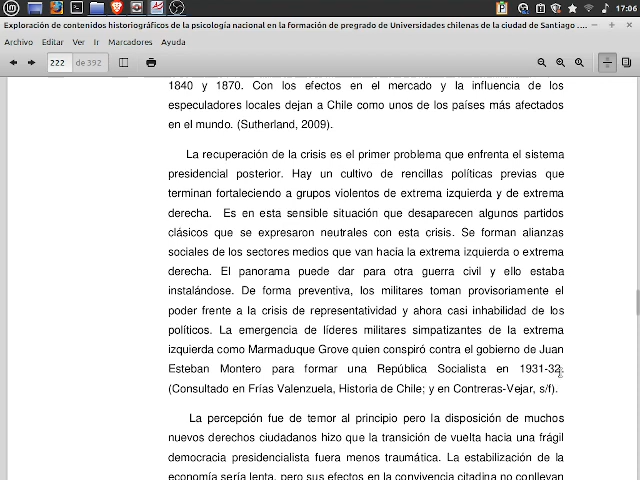 17:06
Exploración de contenidos historiográficos de la psicología nacional en la formación de pregrado de Universidades chilenas de la ciudad de Santiago ....
Archivo Editar Ver Ir Marcadores Ayuda
222 de 392
1840 y 1870. Con los efectos en el mercado y la influencia de los
especuladores locales dejan a Chile como unos de los países más afectados
en el mundo. (Sutherland, 2009).
La recuperación de la crisis es el primer problema que enfrenta el sistema
presidencial posterior. Hay un cultivo de rencillas políticas previas que
terminan fortaleciendo a grupos violentos de extrema izquierda y de extrema
derecha. Es en esta sensible situación que desaparecen algunos partidos
clásicos que se expresaron neutrales con esta crisis. Se forman alianzas
sociales de los sectores medios que van hacia la extrema izquierda o extrema
derecha. El panorama puede dar para otra guerra civil y ello estaba
instalándose. De forma preventiva, los militares toman provisoriamente el
poder frente a la crisis de representatividad y ahora casi inhabilidad de los
políticos. La emergencia de líderes militares simpatizantes de la extrema
izquierda como Marmaduque Grove quien conspiró contra el gobierno de Juan
Esteban Montero para formar una República Socialista en 1931-32.
(Consultado en Frías Valenzuela, Historia de Chile; y en Contreras-Vejar, s/f).
La percepción fue de temor al principio pero la disposición de muchos
nuevos derechos ciudadanos hizo que la transición de vuelta hacia una frágil
democracia presidencialista fuera menos traumática. La estabilización de la
economía sería lenta, pero sus efectos en la convivencia citadina no conllevan